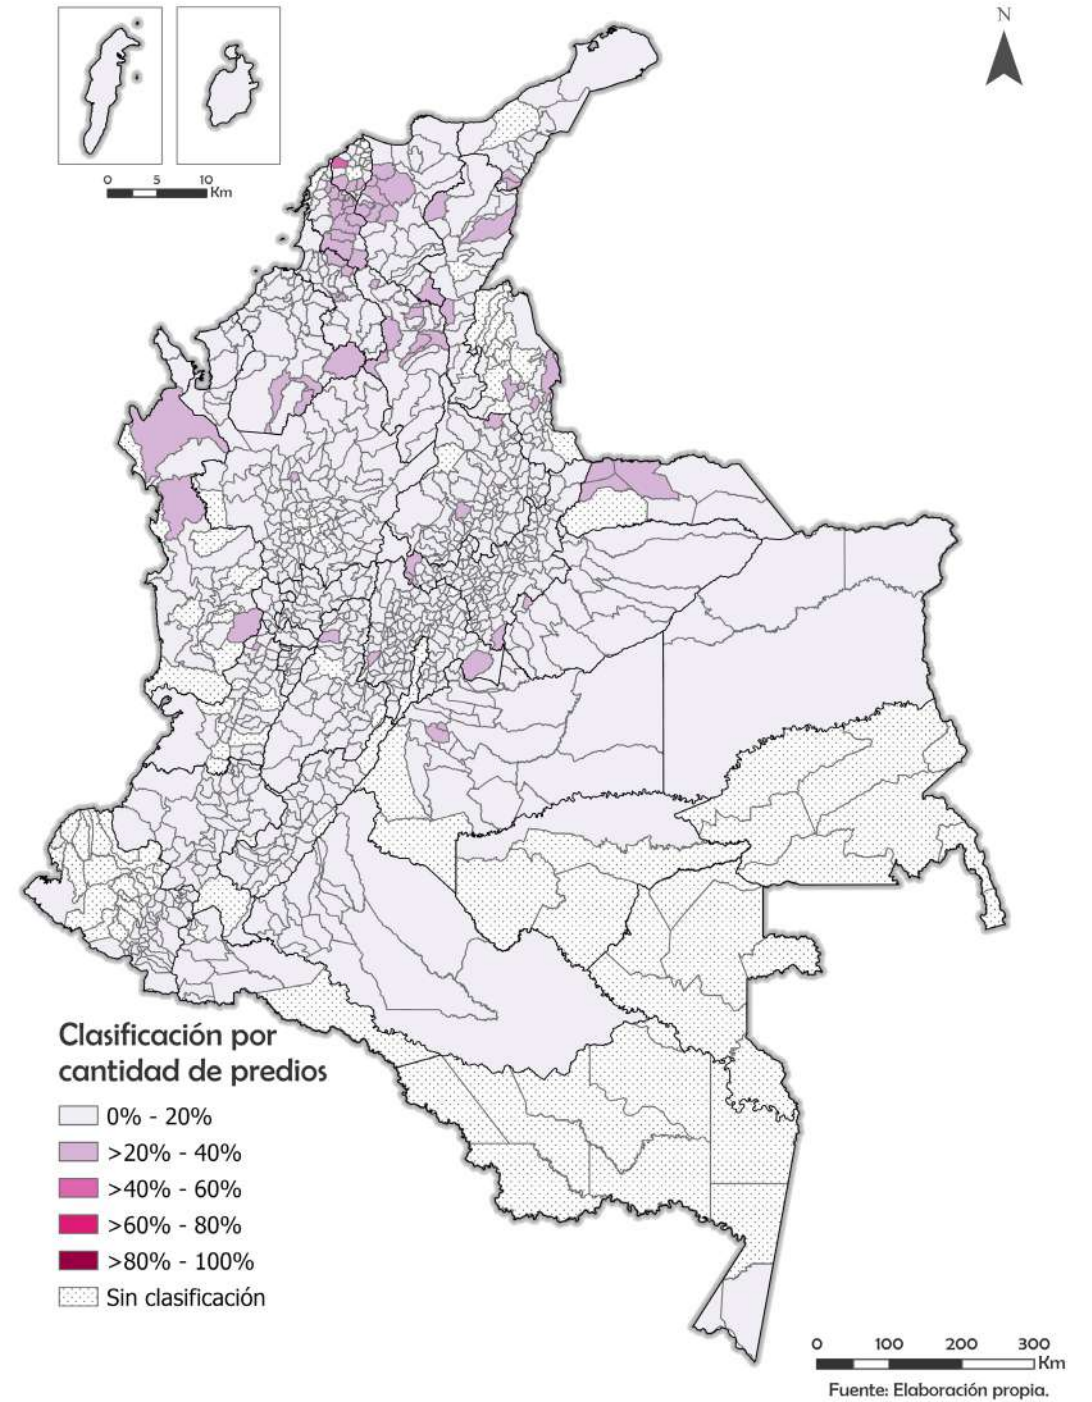 N
0 5 10
Km
Clasificación por
cantidad de predios
0% - 20%
>20% - 40%
>40% - 60%
>60% - 80%
>80% - 100%
Sin clasificación
0 100 200 300
Km
Fuente: Elaboración propia.